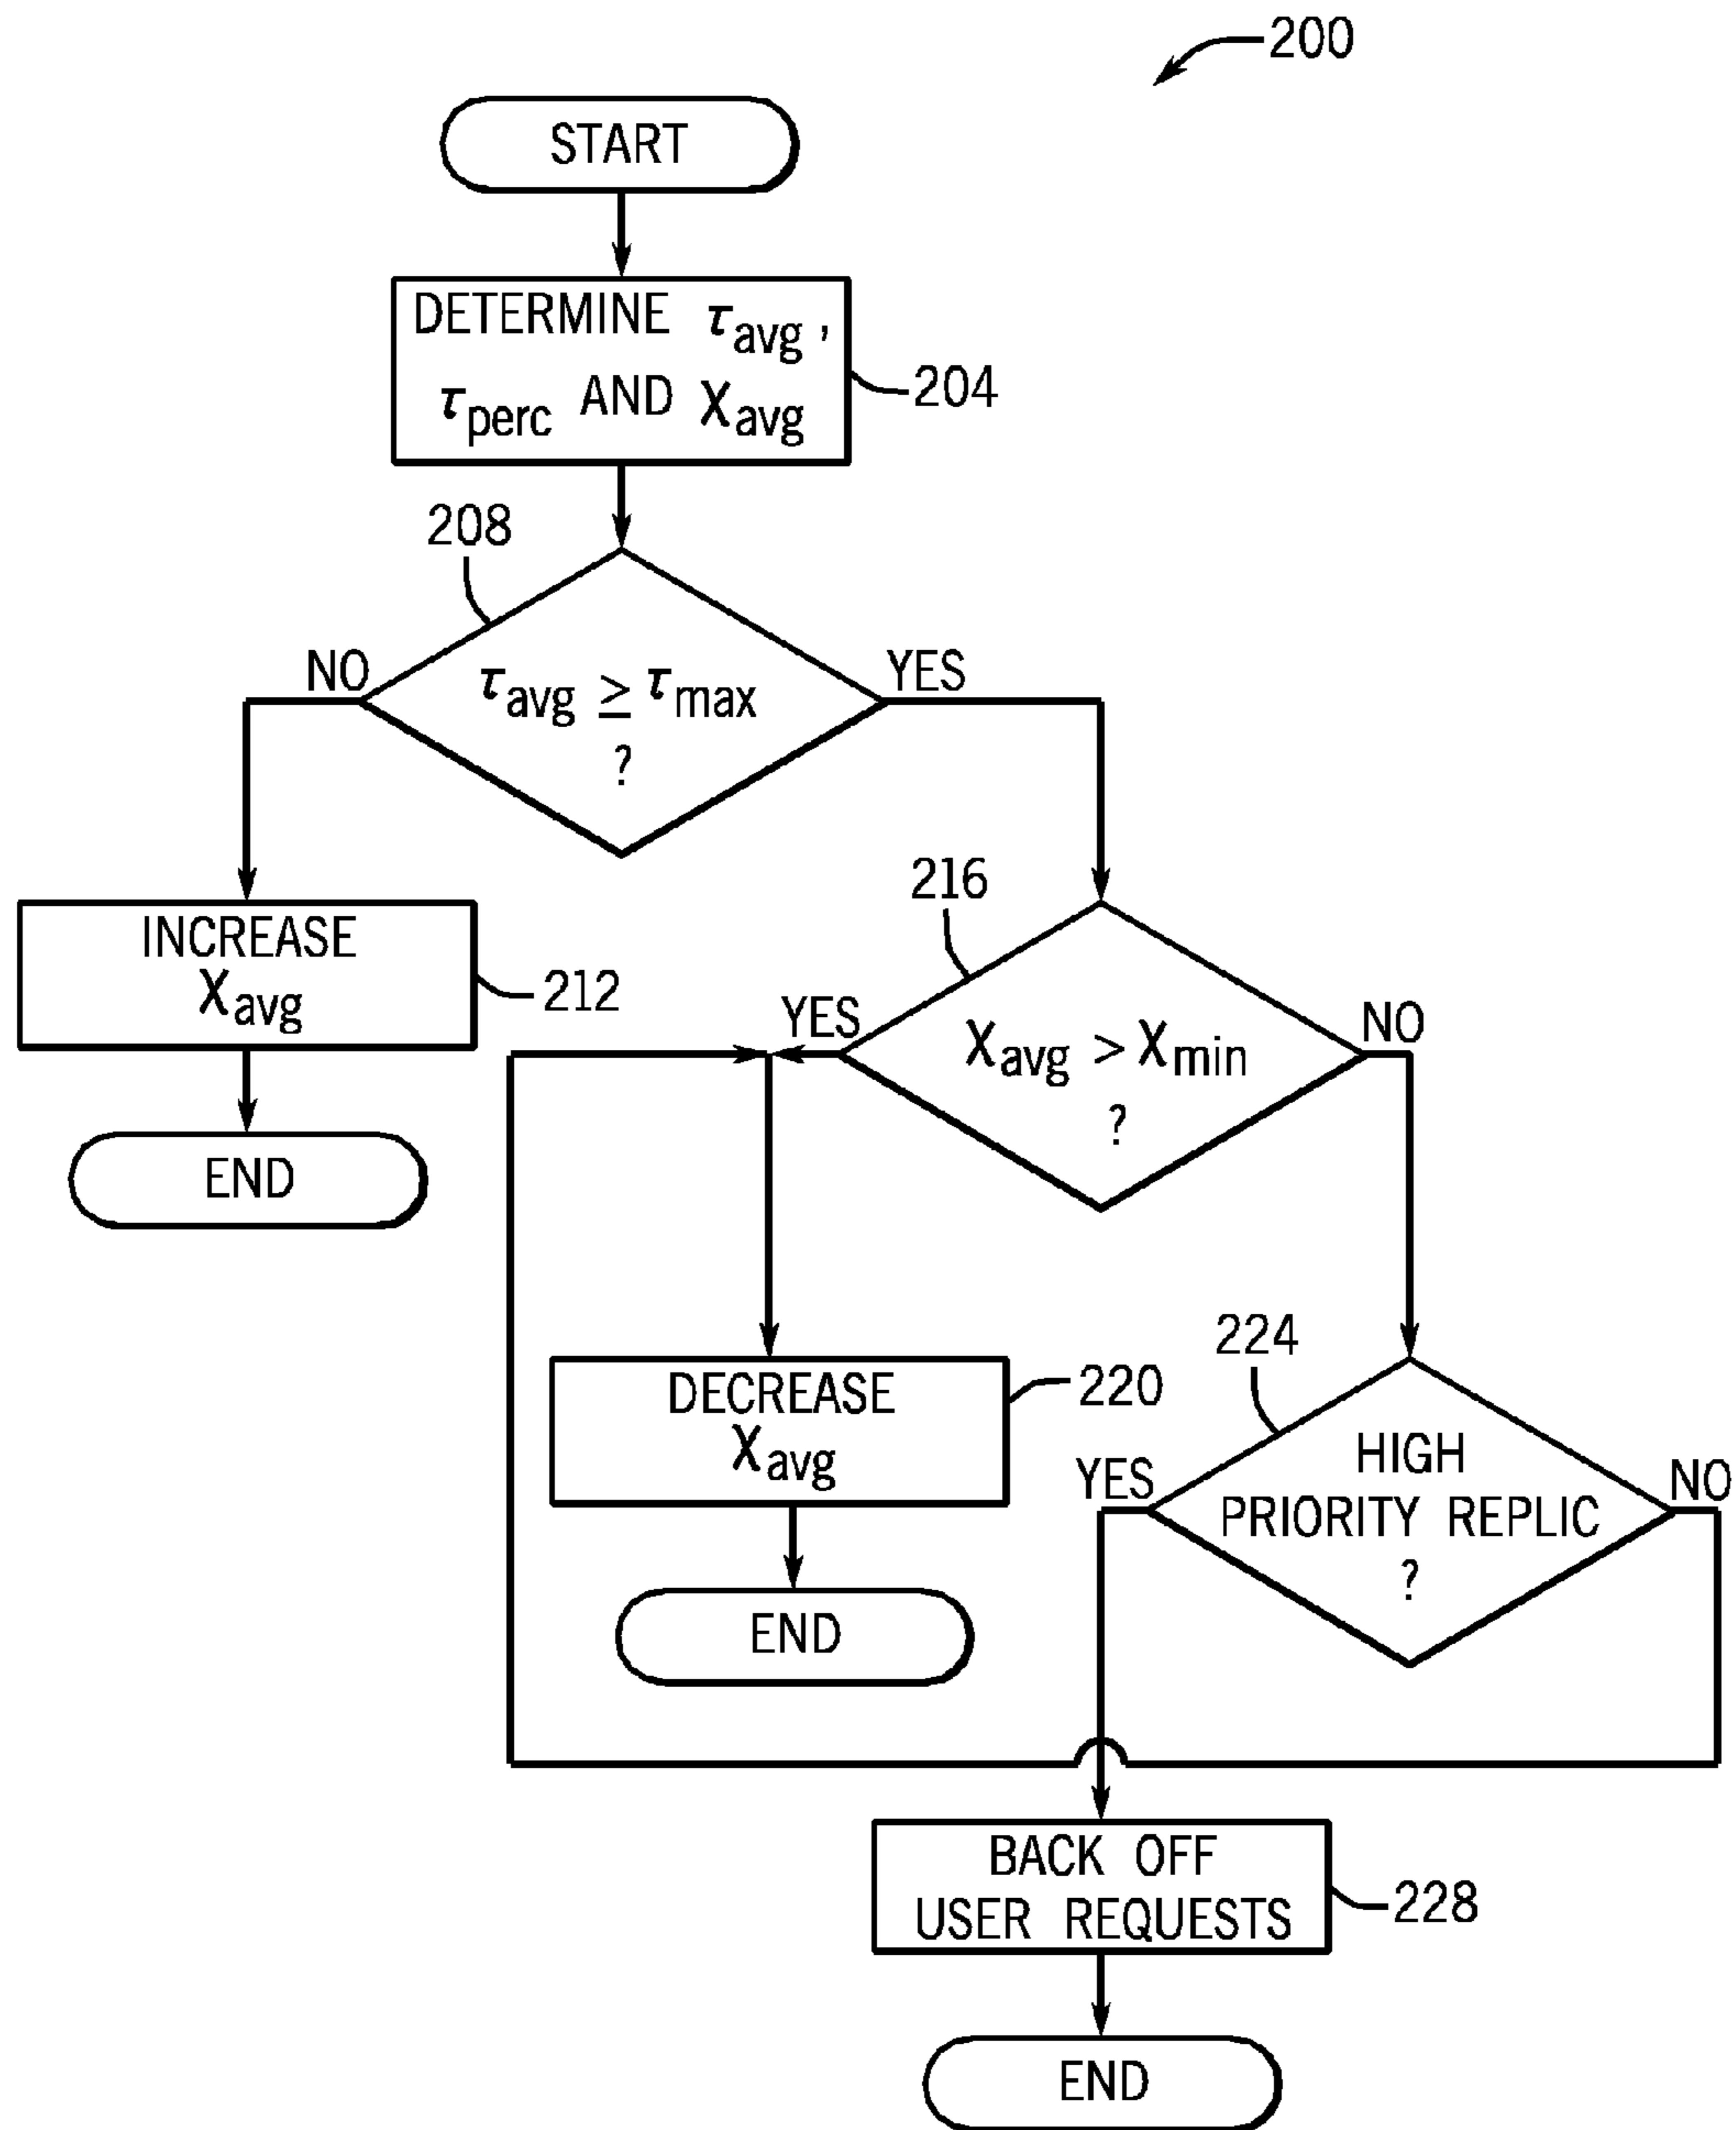 200
START
DETERMINE τavg,
τperc AND Xavg
204
208
NO
YES
τavg ≥ τmax
?
216
INCREASE
Xavg
212
YES
NO
Xavg > Xmin
?
END
224
DECREASE
Xavg
220
YES
NO
HIGH
PRIORITY REPLIC
?
END
BACK OFF
USER REQUESTS
228
END